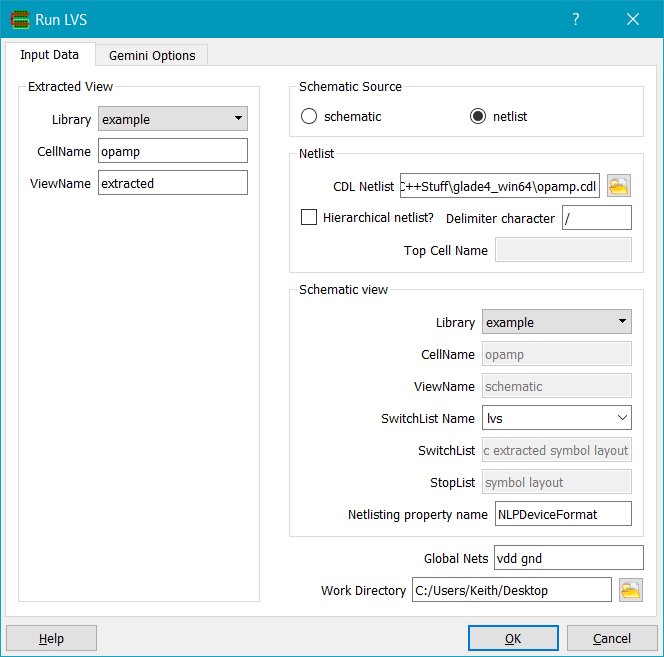 Run LVS
Input Data
Gemini Options
Extracted View
Library example
CellName opamp
ViewName extracted
Schematic Source
schematic
netlist
Netlist
CDL Netlist C++Stuff\glade4_win64\opamp.cdl
Hierarchical netlist? Delimiter character /
Top Cell Name
Schematic view
Library example
CellName opamp
ViewName schematic
SwitchList Name lvs
SwitchList c extracted symbol layout
StopList symbol layout
Netlisting property name NLPDeviceFormat
Global Nets vdd gnd
Work Directory C:/Users/Keith/Desktop
Help
OK
Cancel